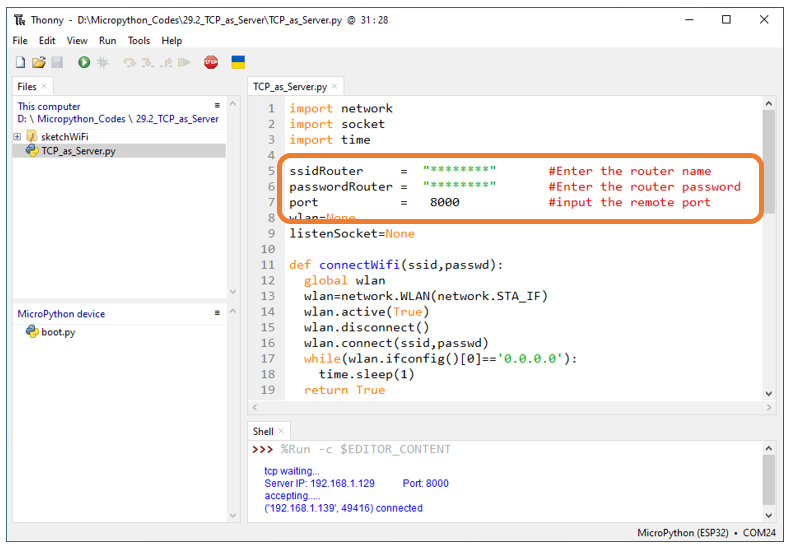 Thonny - D:\Micropython_Codes\29.2_TCP_as_Server\TCP_as_Server.py @ 31 : 28
File Edit View Run Tools Help
STOP
Files
This computer
D: \ Micropython_Codes \ 29.2_TCP_as_Server
sketchWiFi
TCP_as_Server.py
MicroPython device
boot.py
TCP_as_Server.py
1 import network
2 import socket
3 import time
4
5 ssidRouter = "********" #Enter the router name
6 passwordRouter = "********" #Enter the router password
7 port = 8000 #input the remote port
8 wlan=None
9 listenSocket=None
10
11 def connectWifi(ssid,passwd):
12 global wlan
13 wlan=network.WLAN(network.STA_IF)
14 wlan.active(True)
15 wlan.disconnect()
16 wlan.connect(ssid,passwd)
17 while(wlan.ifconfig()[0]=='0.0.0.0'):
18 time.sleep(1)
19 return True
Shell
>>> %Run -c $EDITOR_CONTENT
tcp waiting...
Server IP: 192.168.1.129 Port: 8000
accepting.....
('192.168.1.139', 49416) connected
MicroPython (ESP32) • COM24